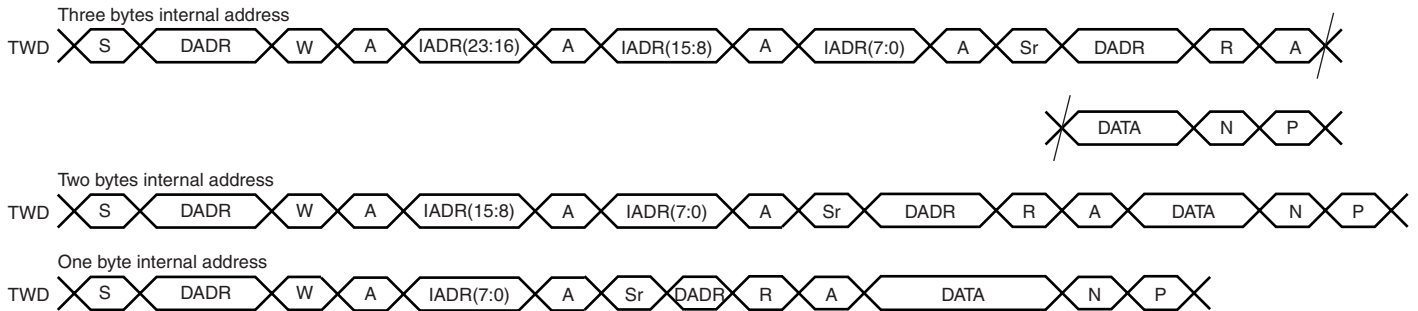 Three bytes internal address
TWD S DADR W A IADR(23:16) A IADR(15:8) A IADR(7:0) A Sr DADR R A
DATA N P
Two bytes internal address
TWD S DADR W A IADR(15:8) A IADR(7:0) A Sr DADR R A DATA N P
One byte internal address
TWD S DADR W A IADR(7:0) A Sr DADR R A DATA N P